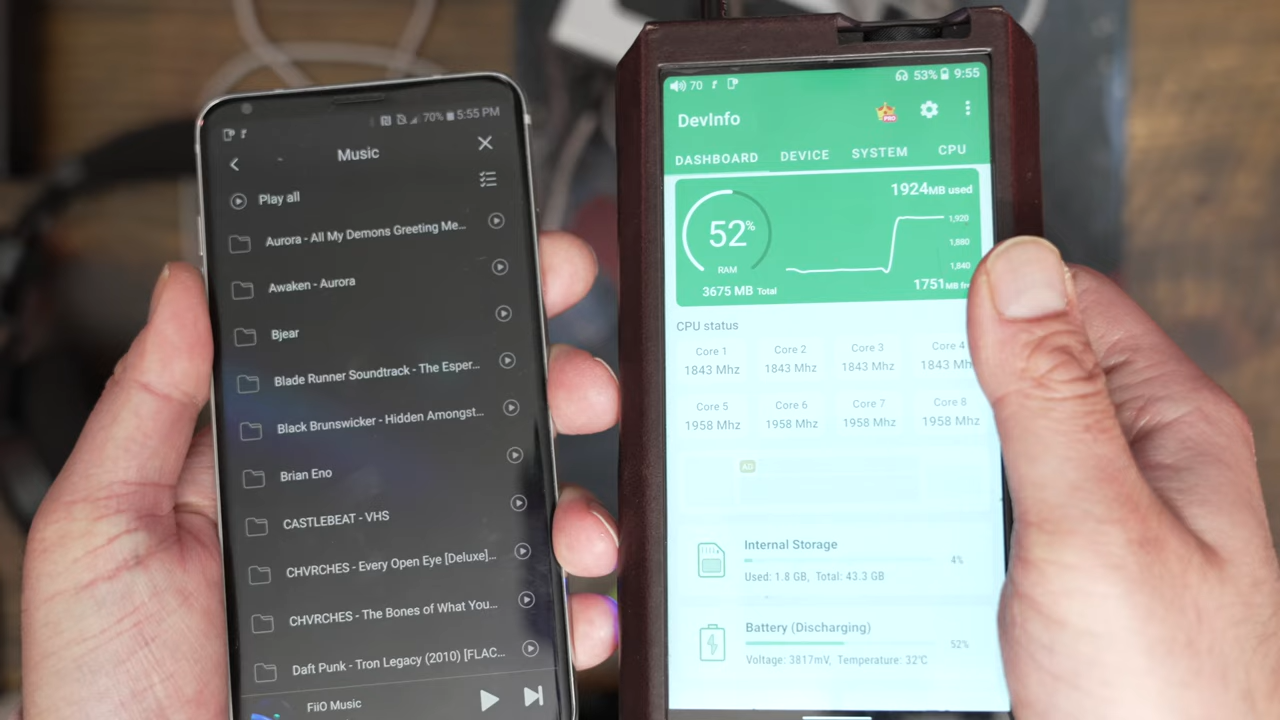 70% 5:55 PM
Music
Play all
Aurora - All My Demons Greeting Me...
Awaken - Aurora
Bjear
Blade Runner Soundtrack - The Esper...
Black Brunswicker - Hidden Amongst...
Brian Eno
CASTLEBEAT - VHS
CHVRCHES - Every Open Eye [Deluxe]...
CHVRCHES - The Bones of What You...
Daft Punk - Tron Legacy (2010) [FLAC...
FiiO Music
70 53% 9:55
DevInfo
PRO
DASHBOARD DEVICE SYSTEM CPU
1924MB used
52%
RAM
1,920
1,880
1,840
3675 MB Total
1751MB fr
CPU status
Core 1 Core 2 Core 3 Core 4
1843 Mhz 1843 Mhz 1843 Mhz 1843 Mh
Core 5 Core 6 Core 7 Core 8
1958 Mhz 1958 Mhz 1958 Mhz 1958 Mhz
AD
Internal Storage
4%
Used: 1.8 GB, Total: 43.3 GB
Battery (Discharging)
52%
Voltage: 3817mV, Temperature: 32°C